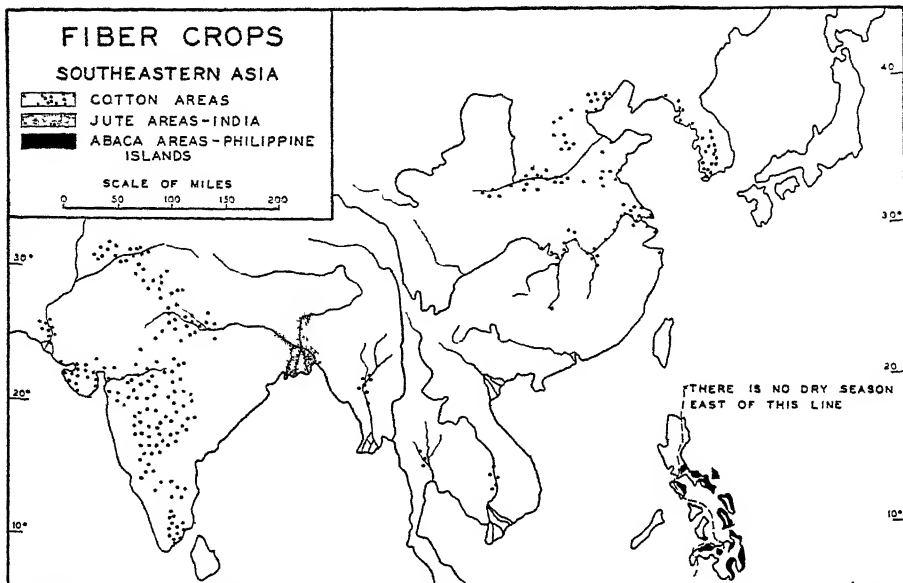 FIBER CROPS
SOUTHEASTERN ASIA
COTTON AREAS
JUTE AREAS-INDIA
ABACA AREAS-PHILIPPINE
ISLANDS
SCALE OF MILES
0 50 100 200
40
30°
30°
20°
20°
THERE IS NO DRY SEASON
EAST OF THIS LINE
10°
10°